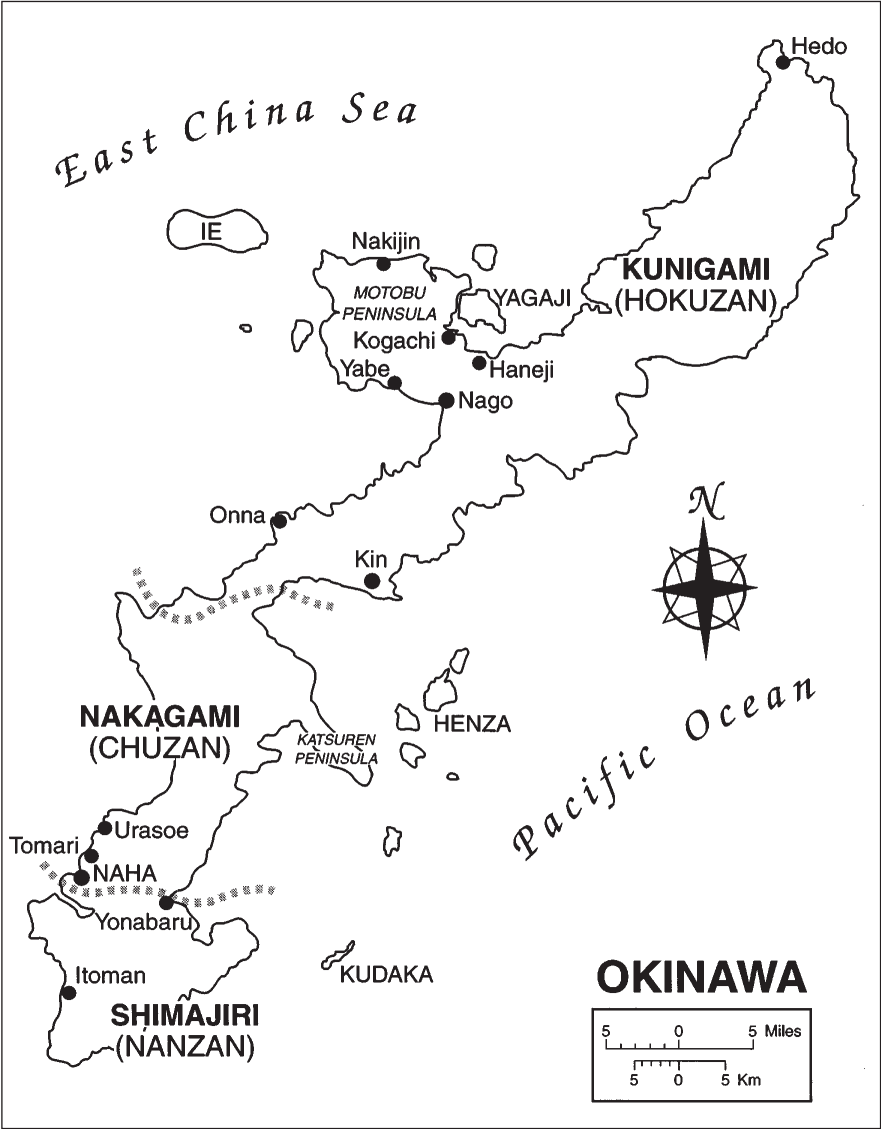 Hedo
East China Sea
IE
Nakijin
KUNIGAMI
(HOKUZAN)
MOTOBU
PENINSULA
YAGAJI
Kogachi
Haneji
Yabe
Nago
N
Onna
Kin
Pacific Ocean
NAKAGAMI
(CHUZAN)
HENZA
KATSUREN
PENINSULA
Urasoe
Tomari
NAHA
Yonabaru
KUDAKA
Itoman
OKINAWA
SHIMAJIRI
(NANZAN)
5 0 5 Miles
5 0 5 Km